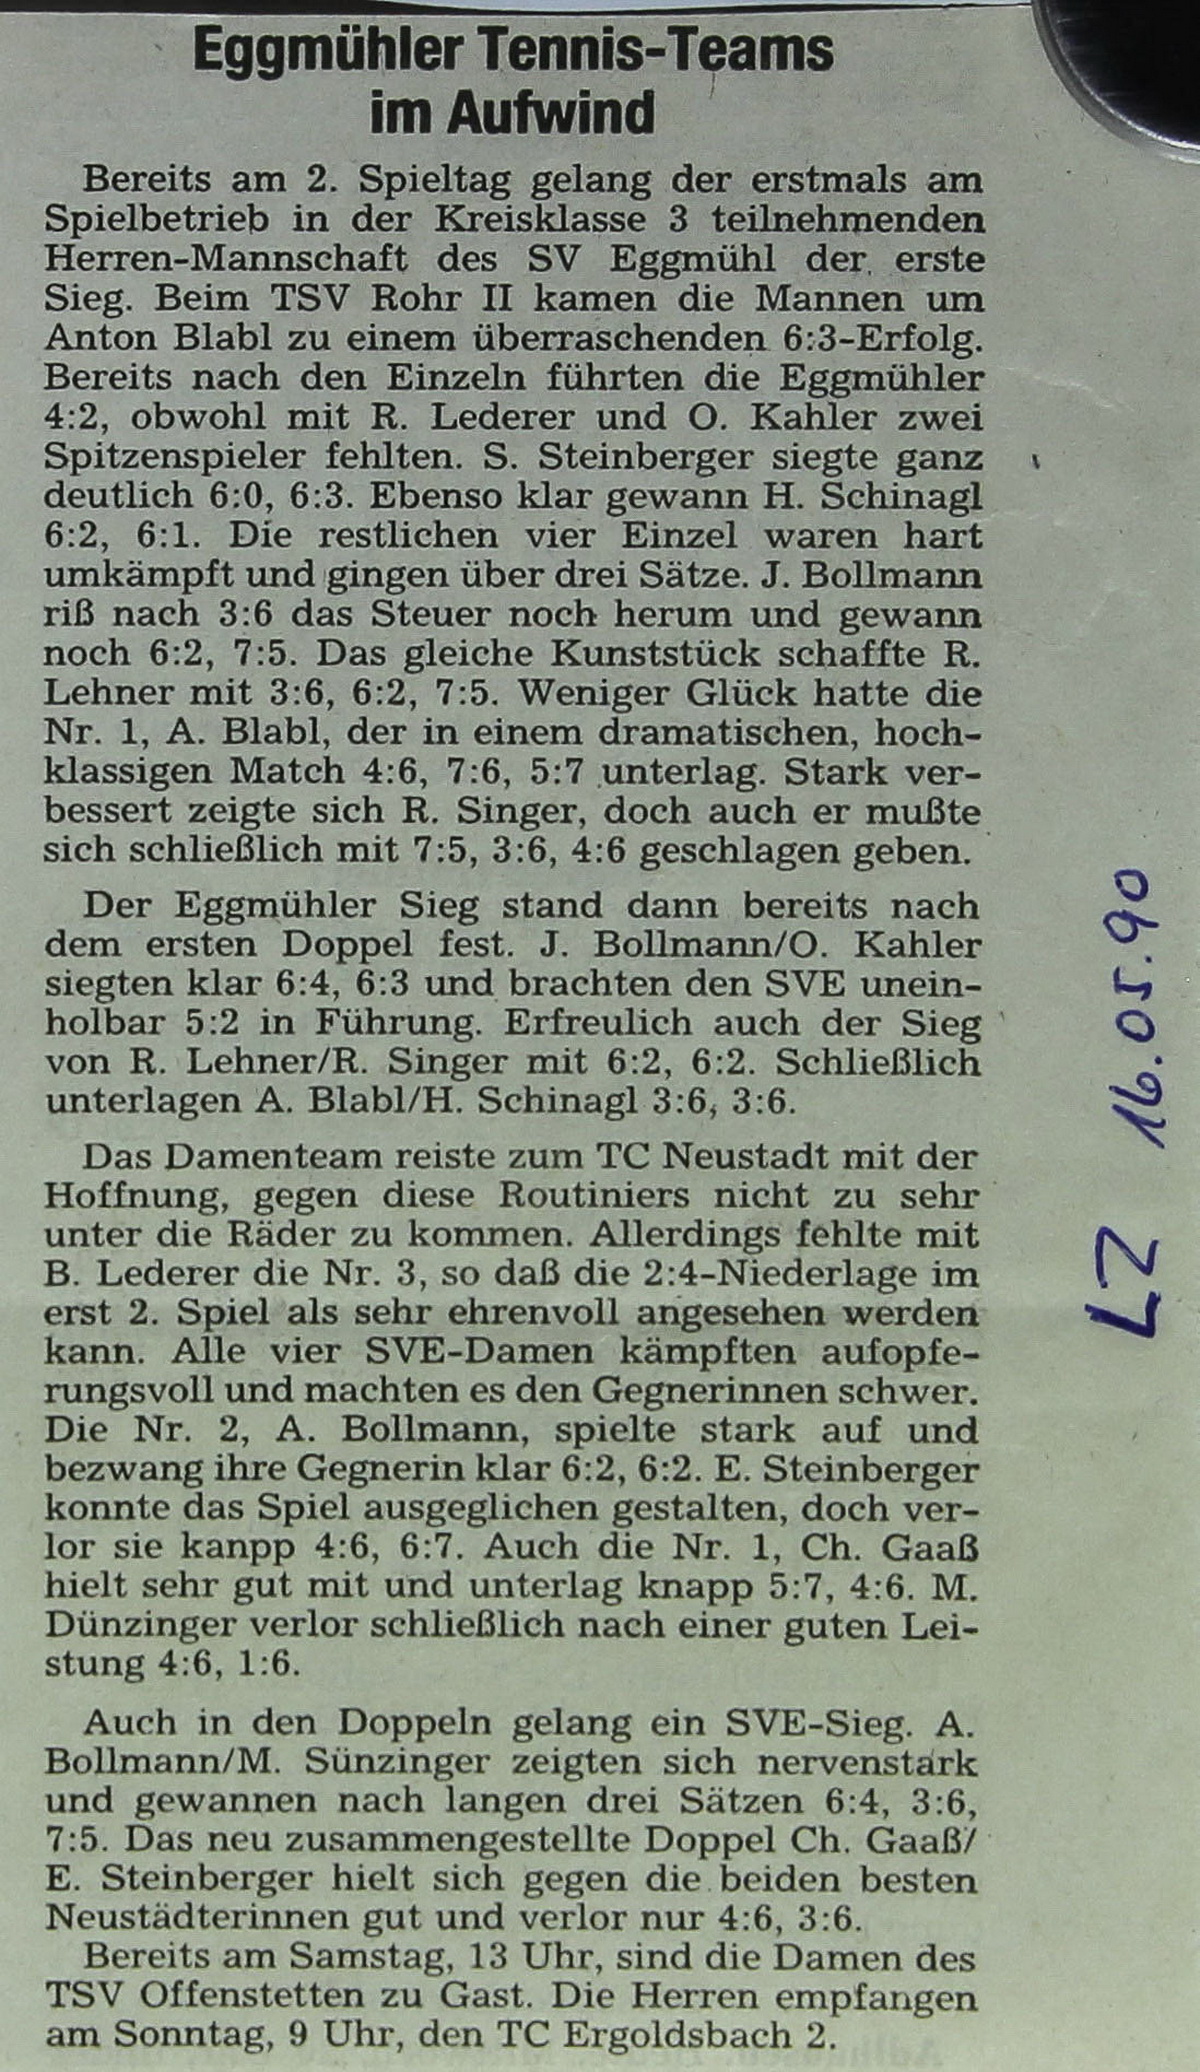 Eggmühler Tennis-Teams
im Aufwind
Bereits am 2. Spieltag gelang der erstmals am
Spielbetrieb in der Kreisklasse 3 teilnehmenden
Herren-Mannschaft des SV Eggmühl der erste
Sieg. Beim TSV Rohr II kamen die Mannen um
Anton Blabl zu einem überraschenden 6:3-Erfolg.
Bereits nach den Einzeln führten die Eggmühler
4:2, obwohl mit R. Lederer und O. Kahler zwei
Spitzenspieler fehlten. S. Steinberger siegte ganz
deutlich 6:0, 6:3. Ebenso klar gewann H. Schinagl
6:2, 6:1. Die restlichen vier Einzel waren hart
umkämpft und gingen über drei Sätze. J. Bollmann
riß nach 3:6 das Steuer noch herum und gewann
noch 6:2, 7:5. Das gleiche Kunststück schaffte R.
Lehner mit 3:6, 6:2, 7:5. Weniger Glück hatte die
Nr. 1, A. Blabl, der in einem dramatischen, hoch-
klassigen Match 4:6, 7:6, 5:7 unterlag. Stark ver-
bessert zeigte sich R. Singer, doch auch er mußte
sich schließlich mit 7:5, 3:6, 4:6 geschlagen geben.
Der Eggmühler Sieg stand dann bereits nach
dem ersten Doppel fest. J. Bollmann/O. Kahler
siegten klar 6:4, 6:3 und brachten den SVE unein-
holbar 5:2 in Führung. Erfreulich auch der Sieg
von R. Lehner/R. Singer mit 6:2, 6:2. Schließlich
unterlagen A. Blabl/H. Schinagl 3:6, 3:6.
Das Damenteam reiste zum TC Neustadt mit der
Hoffnung, gegen diese Routiniers nicht zu sehr
unter die Räder zu kommen. Allerdings fehlte mit
B. Lederer die Nr. 3, so daß die 2:4-Niederlage im
erst 2. Spiel als sehr ehrenvoll angesehen werden
kann. Alle vier SVE-Damen kämpften aufopfe-
rungsvoll und machten es den Gegnerinnen schwer.
Die Nr. 2, A. Bollmann, spielte stark auf und
bezwang ihre Gegnerin klar 6:2, 6:2. E. Steinberger
konnte das Spiel ausgeglichen gestalten, doch ver-
lor sie kanpp 4:6, 6:7. Auch die Nr. 1, Ch. Gaaß
hielt sehr gut mit und unterlag knapp 5:7, 4:6. M.
Dünzinger verlor schließlich nach einer guten Lei-
stung 4:6, 1:6.
Auch in den Doppeln gelang ein SVE-Sieg. A.
Bollmann/M. Sünzinger zeigten sich nervenstark
und gewannen nach langen drei Sätzen 6:4, 3:6,
7:5. Das neu zusammengestellte Doppel Ch. Gaaß/
E. Steinberger hielt sich gegen die beiden besten
Neustädterinnen gut und verlor nur 4:6, 3:6.
Bereits am Samstag, 13 Uhr, sind die Damen des
TSV Offenstetten zu Gast. Die Herren empfangen
am Sonntag, 9 Uhr, den TC Ergoldsbach 2.
LZ 16.05.90